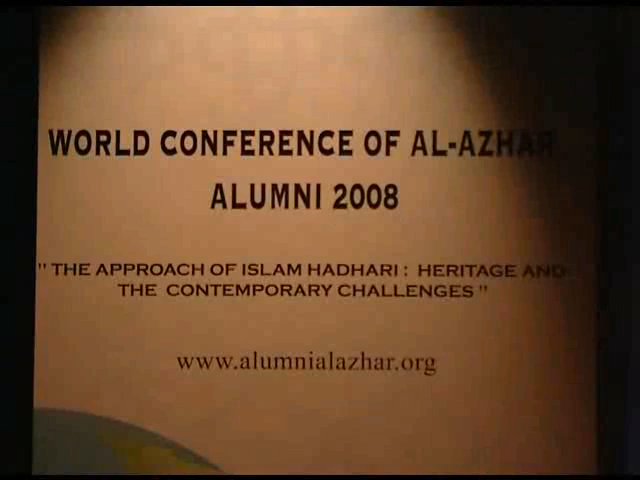 WORLD CONFERENCE OF AL-AZHAR
ALUMNI 2008
" THE APPROACH OF ISLAM HADHARI : HERITAGE AND
THE CONTEMPORARY CHALLENGES "
www.alumnialazhar.org